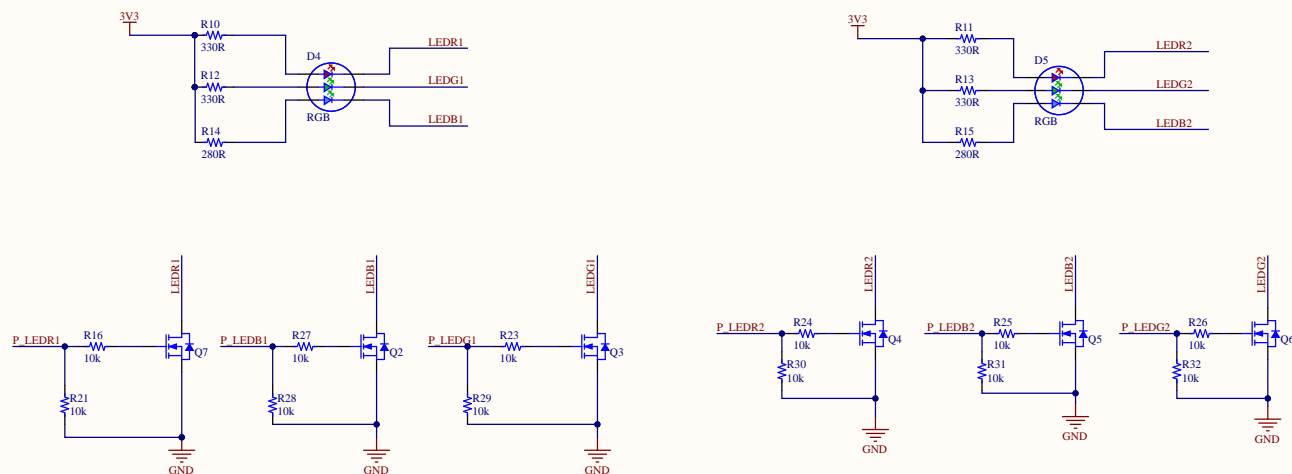 3V3
R10
330R
D4
LEDR1
R12
330R
LEDG1
R14
280R
RGB
LEDB1
3V3
R11
330R
D5
LEDR2
R13
330R
LEDG2
R15
280R
RGB
LEDB2
LEDR1
P_LEDR1
R16
10k
Q7
R21
10k
GND
LEDB1
P_LEDB1
R27
10k
Q2
R28
10k
GND
LEDG1
P_LEDG1
R23
10k
Q3
R29
10k
GND
LEDR2
P_LEDR2
R24
10k
Q4
R30
10k
GND
LEDB2
P_LEDB2
R25
10k
Q5
R31
10k
GND
LEDG2
P_LEDG2
R26
10k
Q6
R32
10k
GND